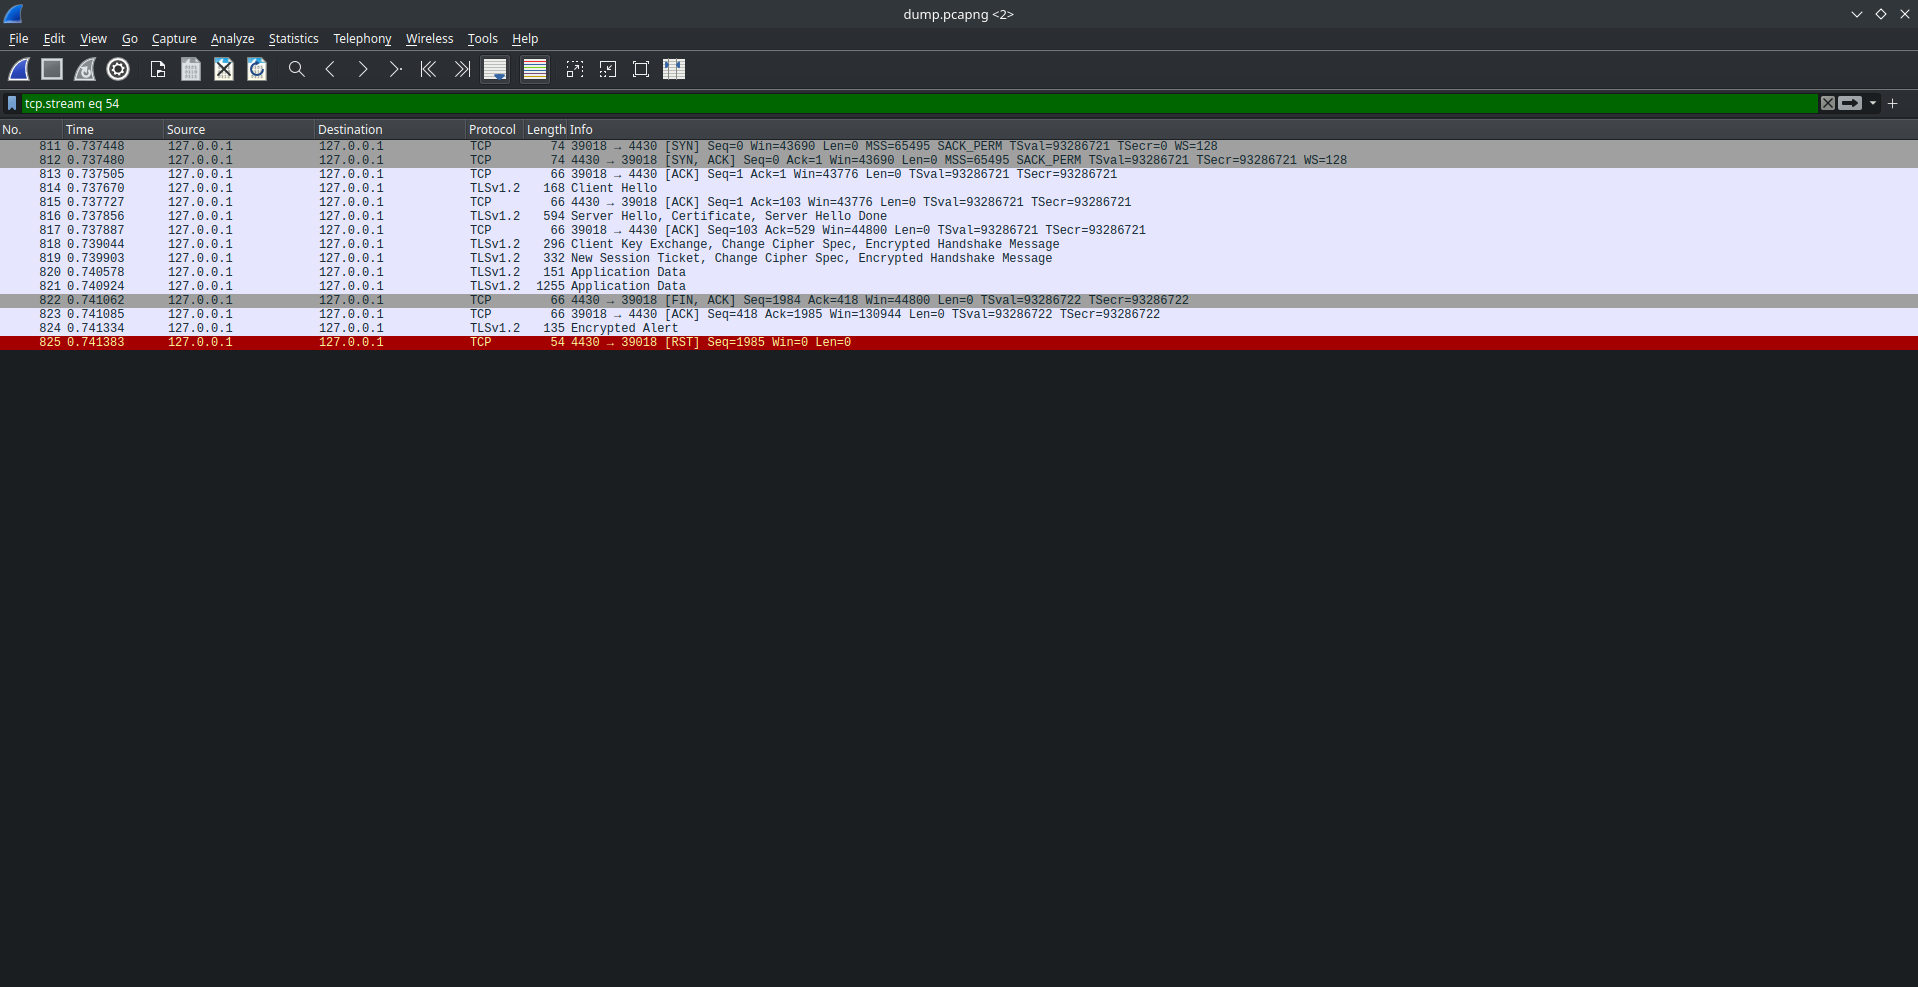 dump.pcapng <2>
File Edit View Go Capture Analyze Statistics Telephony Wireless Tools Help
tcp.stream eq 54
No. Time Source Destination Protocol Length Info
811 0.737448 127.0.0.1 127.0.0.1 TCP 74 39018 → 4430 [SYN] Seq=0 Win=43690 Len=0 MSS=65495 SACK_PERM TSval=93286721 TSecr=0 WS=128
812 0.737480 127.0.0.1 127.0.0.1 TCP 74 4430 → 39018 [SYN, ACK] Seq=0 Ack=1 Win=43690 Len=0 MSS=65495 SACK_PERM TSval=93286721 TSecr=93286721 WS=128
813 0.737505 127.0.0.1 127.0.0.1 TCP 66 39018 → 4430 [ACK] Seq=1 Ack=1 Win=43776 Len=0 TSval=93286721 TSecr=93286721
814 0.737670 127.0.0.1 127.0.0.1 TLSv1.2 168 Client Hello
815 0.737727 127.0.0.1 127.0.0.1 TCP 66 4430 → 39018 [ACK] Seq=1 Ack=103 Win=43776 Len=0 TSval=93286721 TSecr=93286721
816 0.737856 127.0.0.1 127.0.0.1 TLSv1.2 594 Server Hello, Certificate, Server Hello Done
817 0.737887 127.0.0.1 127.0.0.1 TCP 66 39018 → 4430 [ACK] Seq=103 Ack=529 Win=44800 Len=0 TSval=93286721 TSecr=93286721
818 0.739044 127.0.0.1 127.0.0.1 TLSv1.2 296 Client Key Exchange, Change Cipher Spec, Encrypted Handshake Message
819 0.739903 127.0.0.1 127.0.0.1 TLSv1.2 332 New Session Ticket, Change Cipher Spec, Encrypted Handshake Message
820 0.740578 127.0.0.1 127.0.0.1 TLSv1.2 151 Application Data
821 0.740924 127.0.0.1 127.0.0.1 TLSv1.2 1255 Application Data
822 0.741062 127.0.0.1 127.0.0.1 TCP 66 4430 → 39018 [FIN, ACK] Seq=1984 Ack=418 Win=44800 Len=0 TSval=93286722 TSecr=93286722
823 0.741085 127.0.0.1 127.0.0.1 TCP 66 39018 → 4430 [ACK] Seq=418 Ack=1985 Win=130944 Len=0 TSval=93286722 TSecr=93286722
824 0.741334 127.0.0.1 127.0.0.1 TLSv1.2 135 Encrypted Alert
825 0.741383 127.0.0.1 127.0.0.1 TCP 54 4430 → 39018 [RST] Seq=1985 Win=0 Len=0